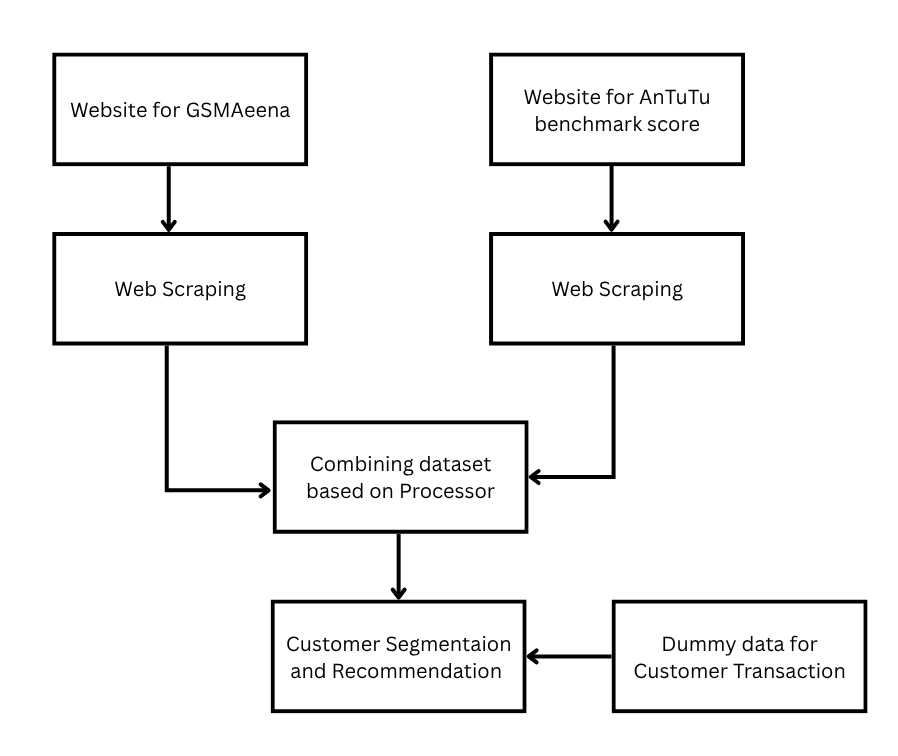 Website for GSMAeena
Website for AnTuTu
benchmark score
Web Scraping
Web Scraping
Combining dataset
based on Processor
Customer Segmentaion
and Recommendation
Dummy data for
Customer Transaction